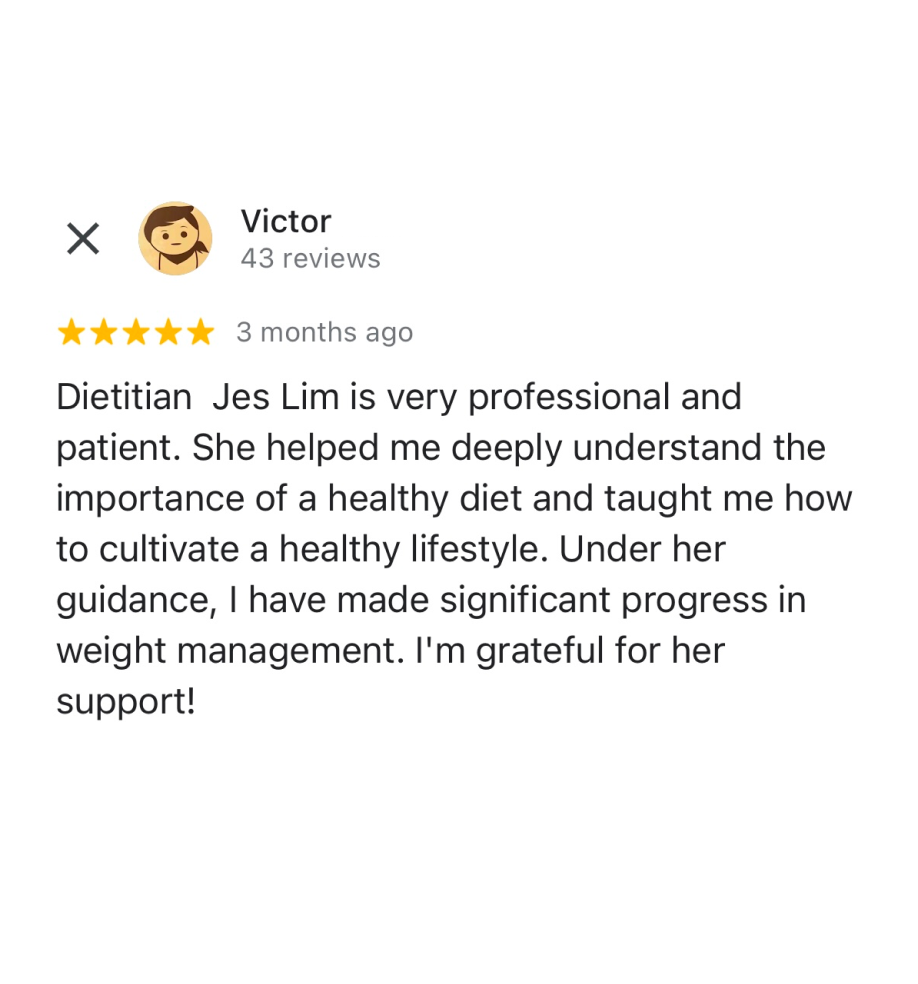 Victor
43 reviews
3 months ago
Dietitian  Jes Lim is very professional and
patient. She helped me deeply understand the
importance of a healthy diet and taught me how
to cultivate a healthy lifestyle. Under her
guidance, I have made significant progress in
weight management. I'm grateful for her
support!